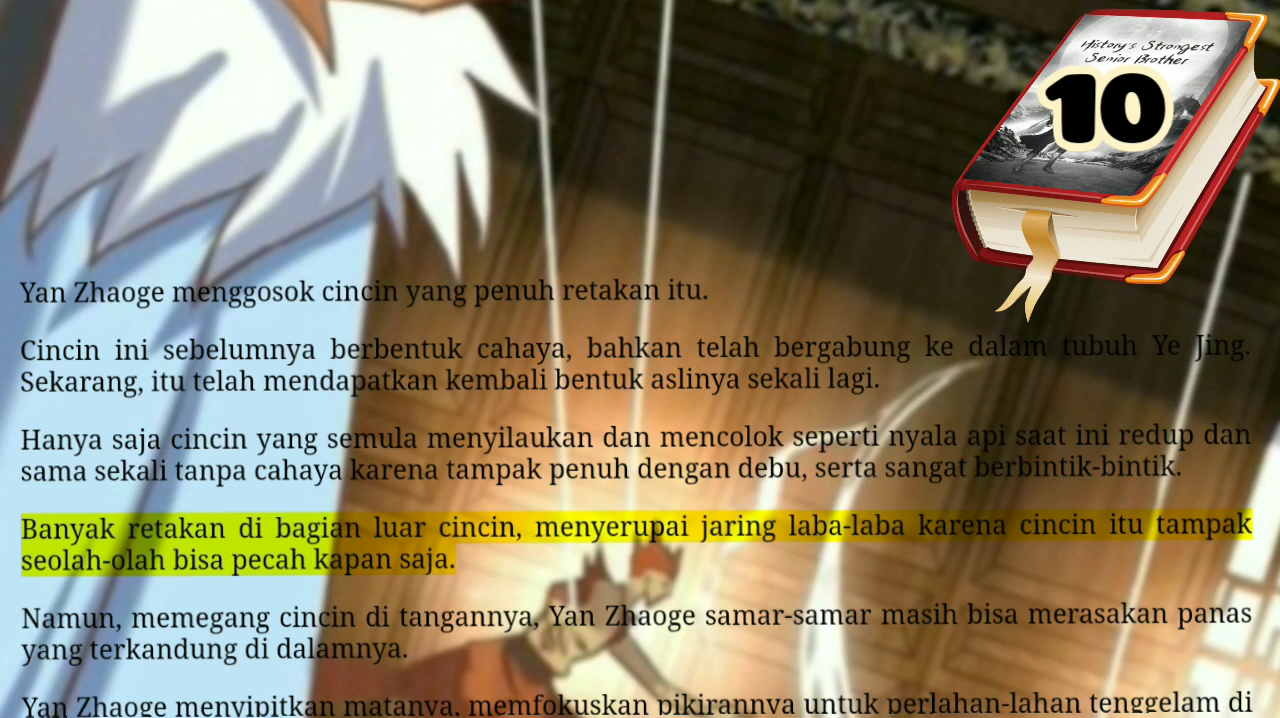 History's Strongest
Senior Brother
10
Yan Zhaoge menggosok cincin yang penuh retakan itu.
Cincin ini sebelumnya berbentuk cahaya, bahkan telah bergabung ke dalam tubuh Ye Jing.
Sekarang, itu telah mendapatkan kembali bentuk aslinya sekali lagi.
Hanya saja cincin yang semula menyilaukan dan mencolok seperti nyala api saat ini redup dan
sama sekali tanpa cahaya karena tampak penuh dengan debu, serta sangat berbintik-bintik.
Banyak retakan di bagian luar cincin, menyerupai jaring laba-laba karena cincin itu tampak
seolah-olah bisa pecah kapan saja.
Namun, memegang cincin di tangannya, Yan Zhaoge samar-samar masih bisa merasakan panas
yang terkandung di dalamnya.
Yan Zhaoge menyipitkan matanya, memfokuskan pikirannya untuk perlahan-lahan tenggelam di